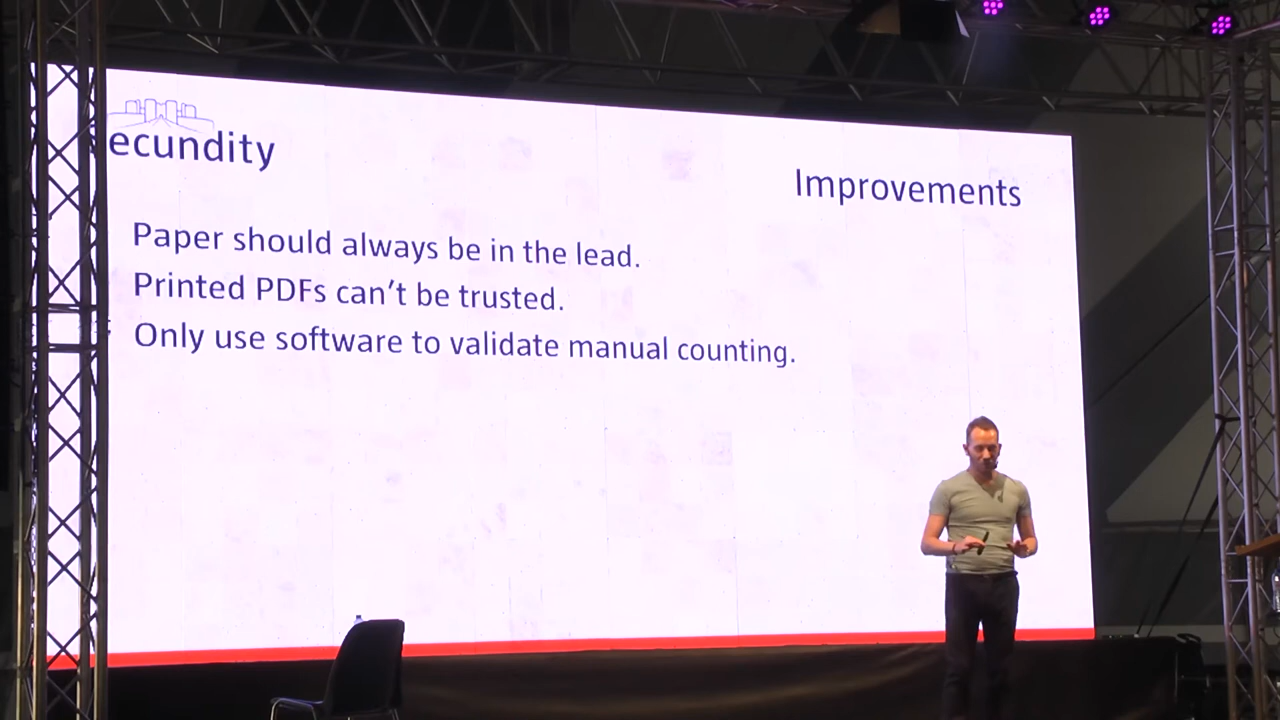 ecundity
Improvements
Paper should always be in the lead.
Printed PDFs can't be trusted.
Only use software to validate manual counting.